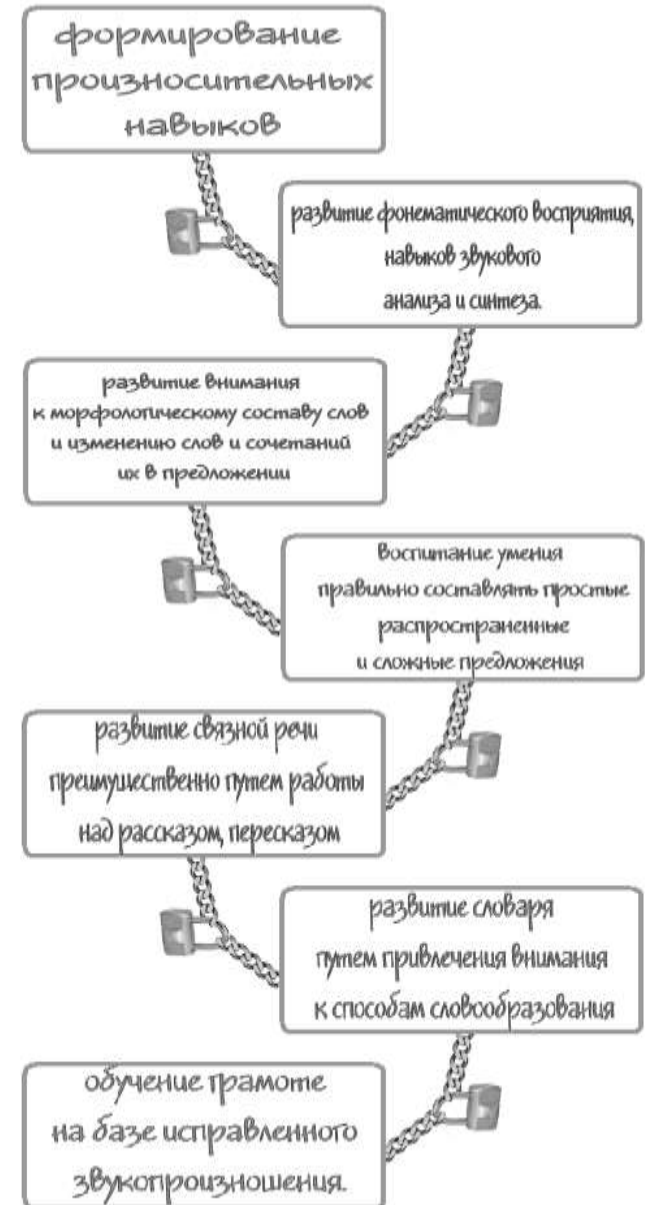 формирование
произносительных
навыков
развитие фонематического восприятия,
навыков звукового
анализа и синтеза.
развитие внимания
к морфологическому составу слов
и изменению слов и сочетаний
их в предложении
воспитание умения
правильно составлять простые
распространенные
и сложные предложения
развитие связной речи
преимущественно путем работы
над рассказом, пересказом
развитие словаря
путем привлечения внимания
к способам словообразования
обучение грамоте
на базе исправленного
звукопроизношения.